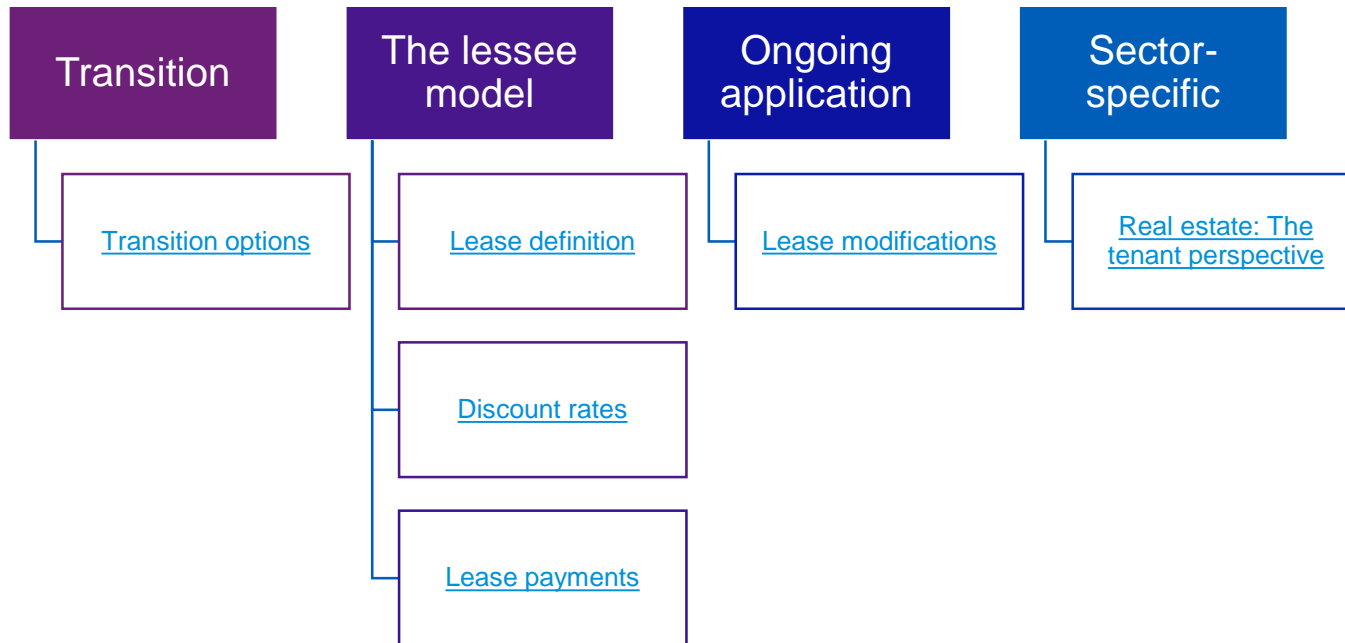 Transition
The lessee
model
Ongoing
application
Sector-
specific
Transition options
Lease definition
Lease modifications
Real estate: The
tenant perspective
Discount rates
Lease payments